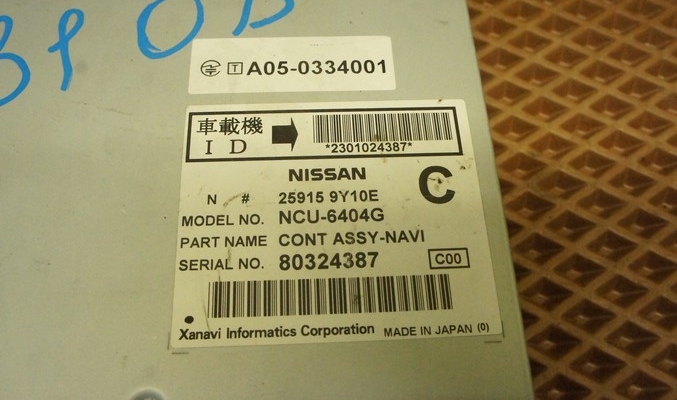 T A05-0334001
車載機
ID
*2301024387*
NISSAN
C
N # 25915 9Y10E
MODEL NO. NCU-6404G
PART NAME CONT ASSY-NAVI
SERIAL NO. 80324387 C00
Xanavi Informatics Corporation MADE IN JAPAN (0)